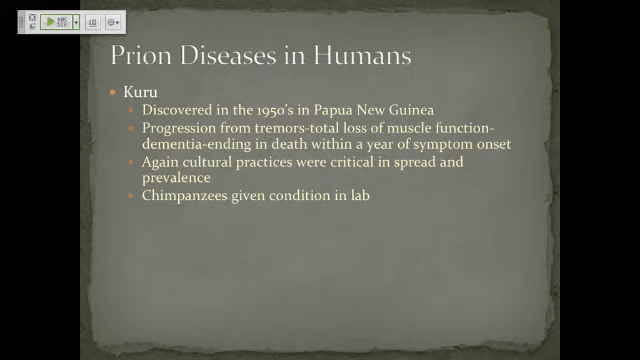 ABC
123
Prion Diseases in Humans
Kuru
Discovered in the 1950's in Papua New Guinea
Progression from tremors-total loss of muscle function-
dementia-ending in death within a year of symptom onset
Again cultural practices were critical in spread and
prevalence
Chimpanzees given condition in lab